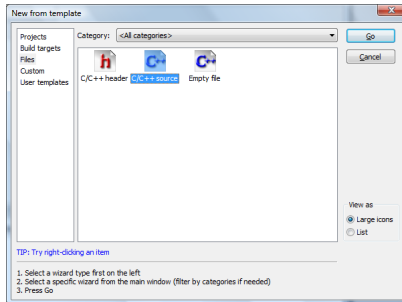 New from template
Projects
Build targets
Files
Custom
User templates
Category: <All categories>
C/C++ header C/C++ source Empty file
Go
Cancel
View as
Large icons
List
TIP: Try right-clicking an item
1. Select a wizard type first on the left
2. Select a specific wizard from the main window (filter by categories if needed)
3. Press Go